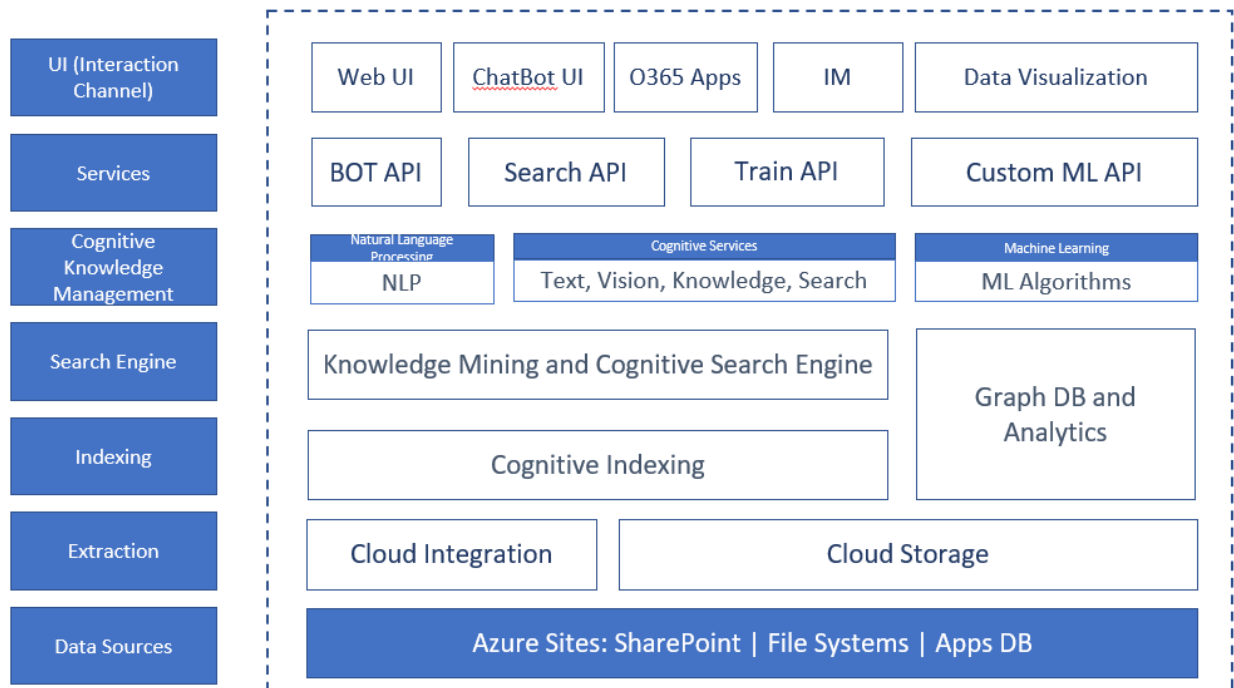 UI (Interaction
Channel)
Web UI
ChatBot UI
O365 Apps
IM
Data Visualization
Services
BOT API
Search API
Train API
Custom ML API
Cognitive
Knowledge
Management
Natural Language
Processing
NLP
Cognitive Services
Text, Vision, Knowledge, Search
Machine Learning
ML Algorithms
Search Engine
Knowledge Mining and Cognitive Search Engine
Graph DB and
Analytics
Indexing
Cognitive Indexing
Extraction
Cloud Integration
Cloud Storage
Data Sources
Azure Sites: SharePoint | File Systems | Apps DB